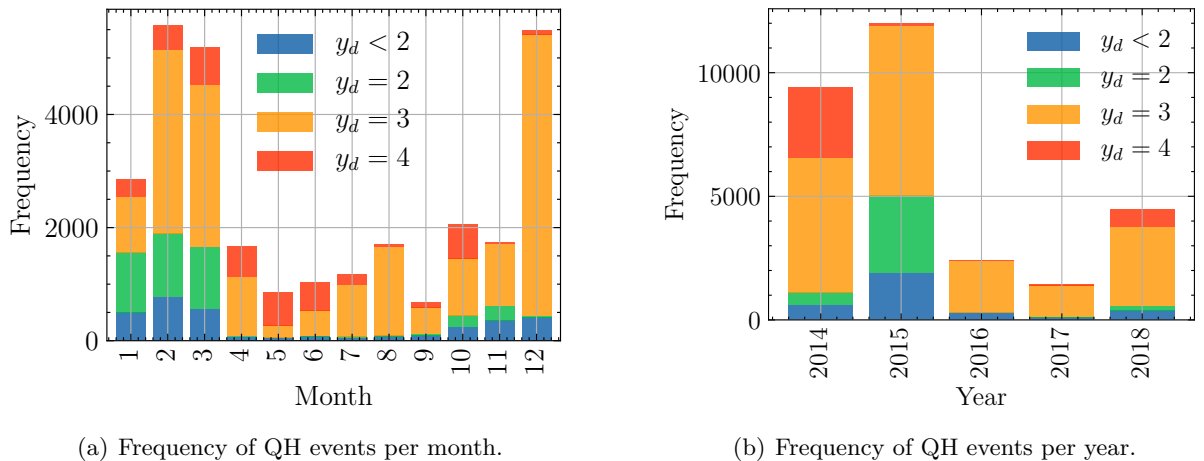 Frequency
4000
2000
0
y_d < 2
y_d = 2
y_d = 3
y_d = 4
1 2 3 4 5 6 7 8 9 10 11 12
Month
(a) Frequency of QH events per month.
Frequency
10000
5000
0
y_d < 2
y_d = 2
y_d = 3
y_d = 4
2014 2015 2016 2017 2018
Year
(b) Frequency of QH events per year.